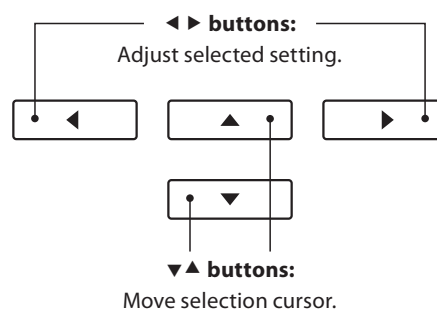 ◀ ▶ buttons:
Adjust selected setting.
◀
▲
▶
▼
▼▲ buttons:
Move selection cursor.